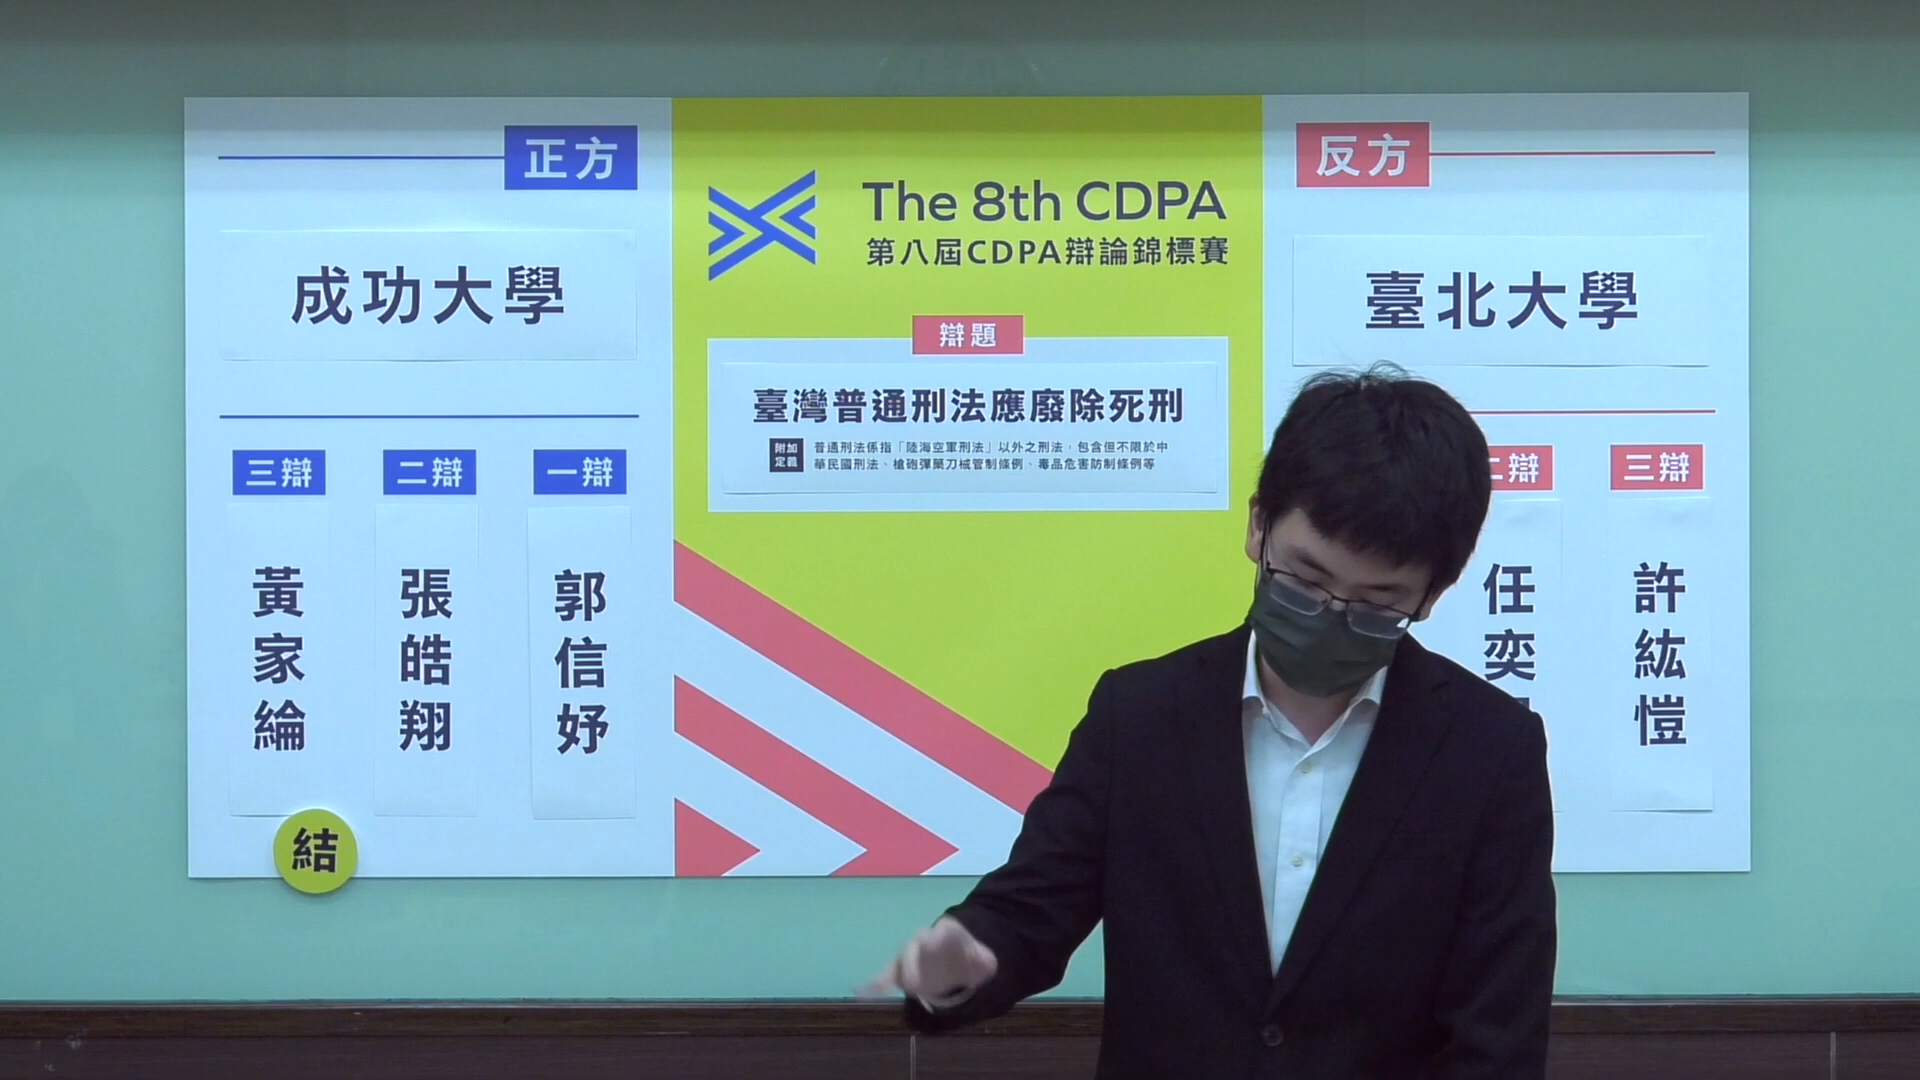 正方
成功大學
三辯
二辯
一辯
黃家綸
張皓翔
郭信妤
結
The 8th CDPA
第八屆CDPA辯論錦標賽
辯題
臺灣普通刑法應廢除死刑
附加
定義
普通刑法係指「陸海空軍刑法」以外之刑法，包含但不限於中
華民國刑法、槍砲彈藥刀械管制條例、毒品危害防制條例等
反方
臺北大學
二辯
三辯
任奕
許紘愷